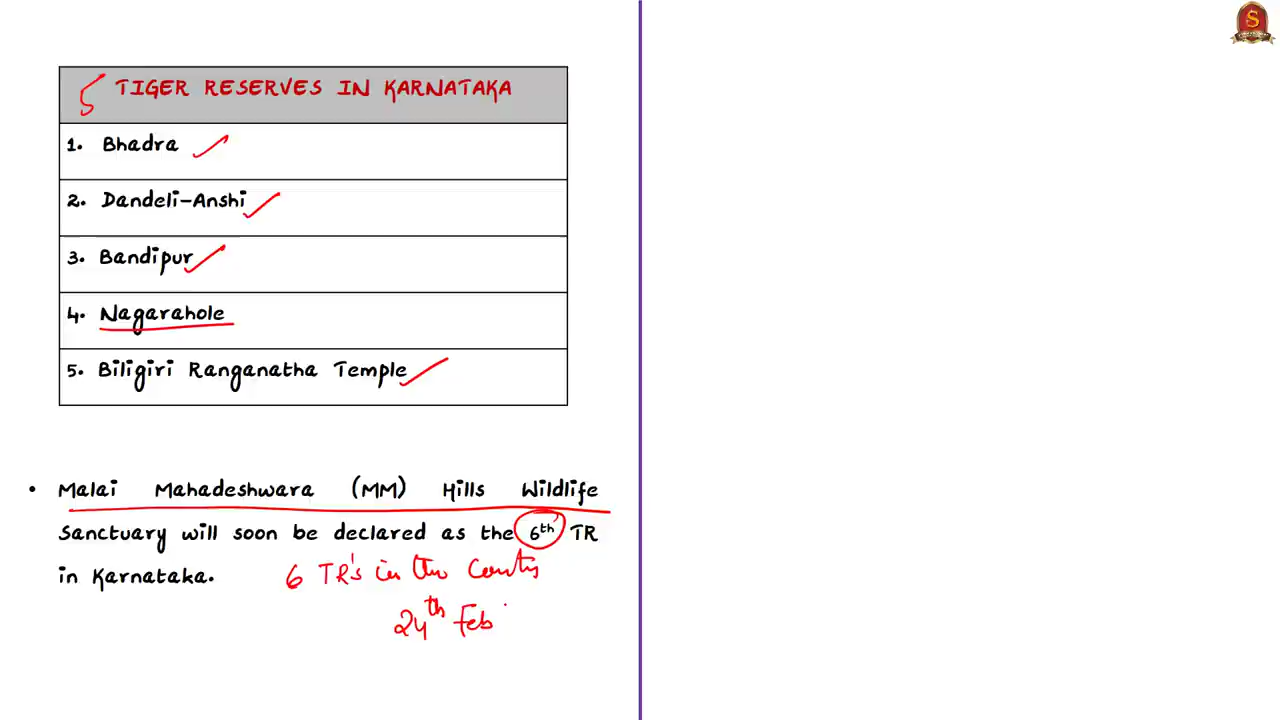 5 TIGER RESERVES IN KARNATAKA
1. Bhadra
2. Dandeli-Anshi
3. Bandipur
4. Nagarahole
5. Biligiri Ranganatha Temple
• Malai Mahadeshwara (MM) Hills Wildlife
Sanctuary will soon be declared as the 6th TR
in Karnataka.
6 TR's in the
24th Feb
S